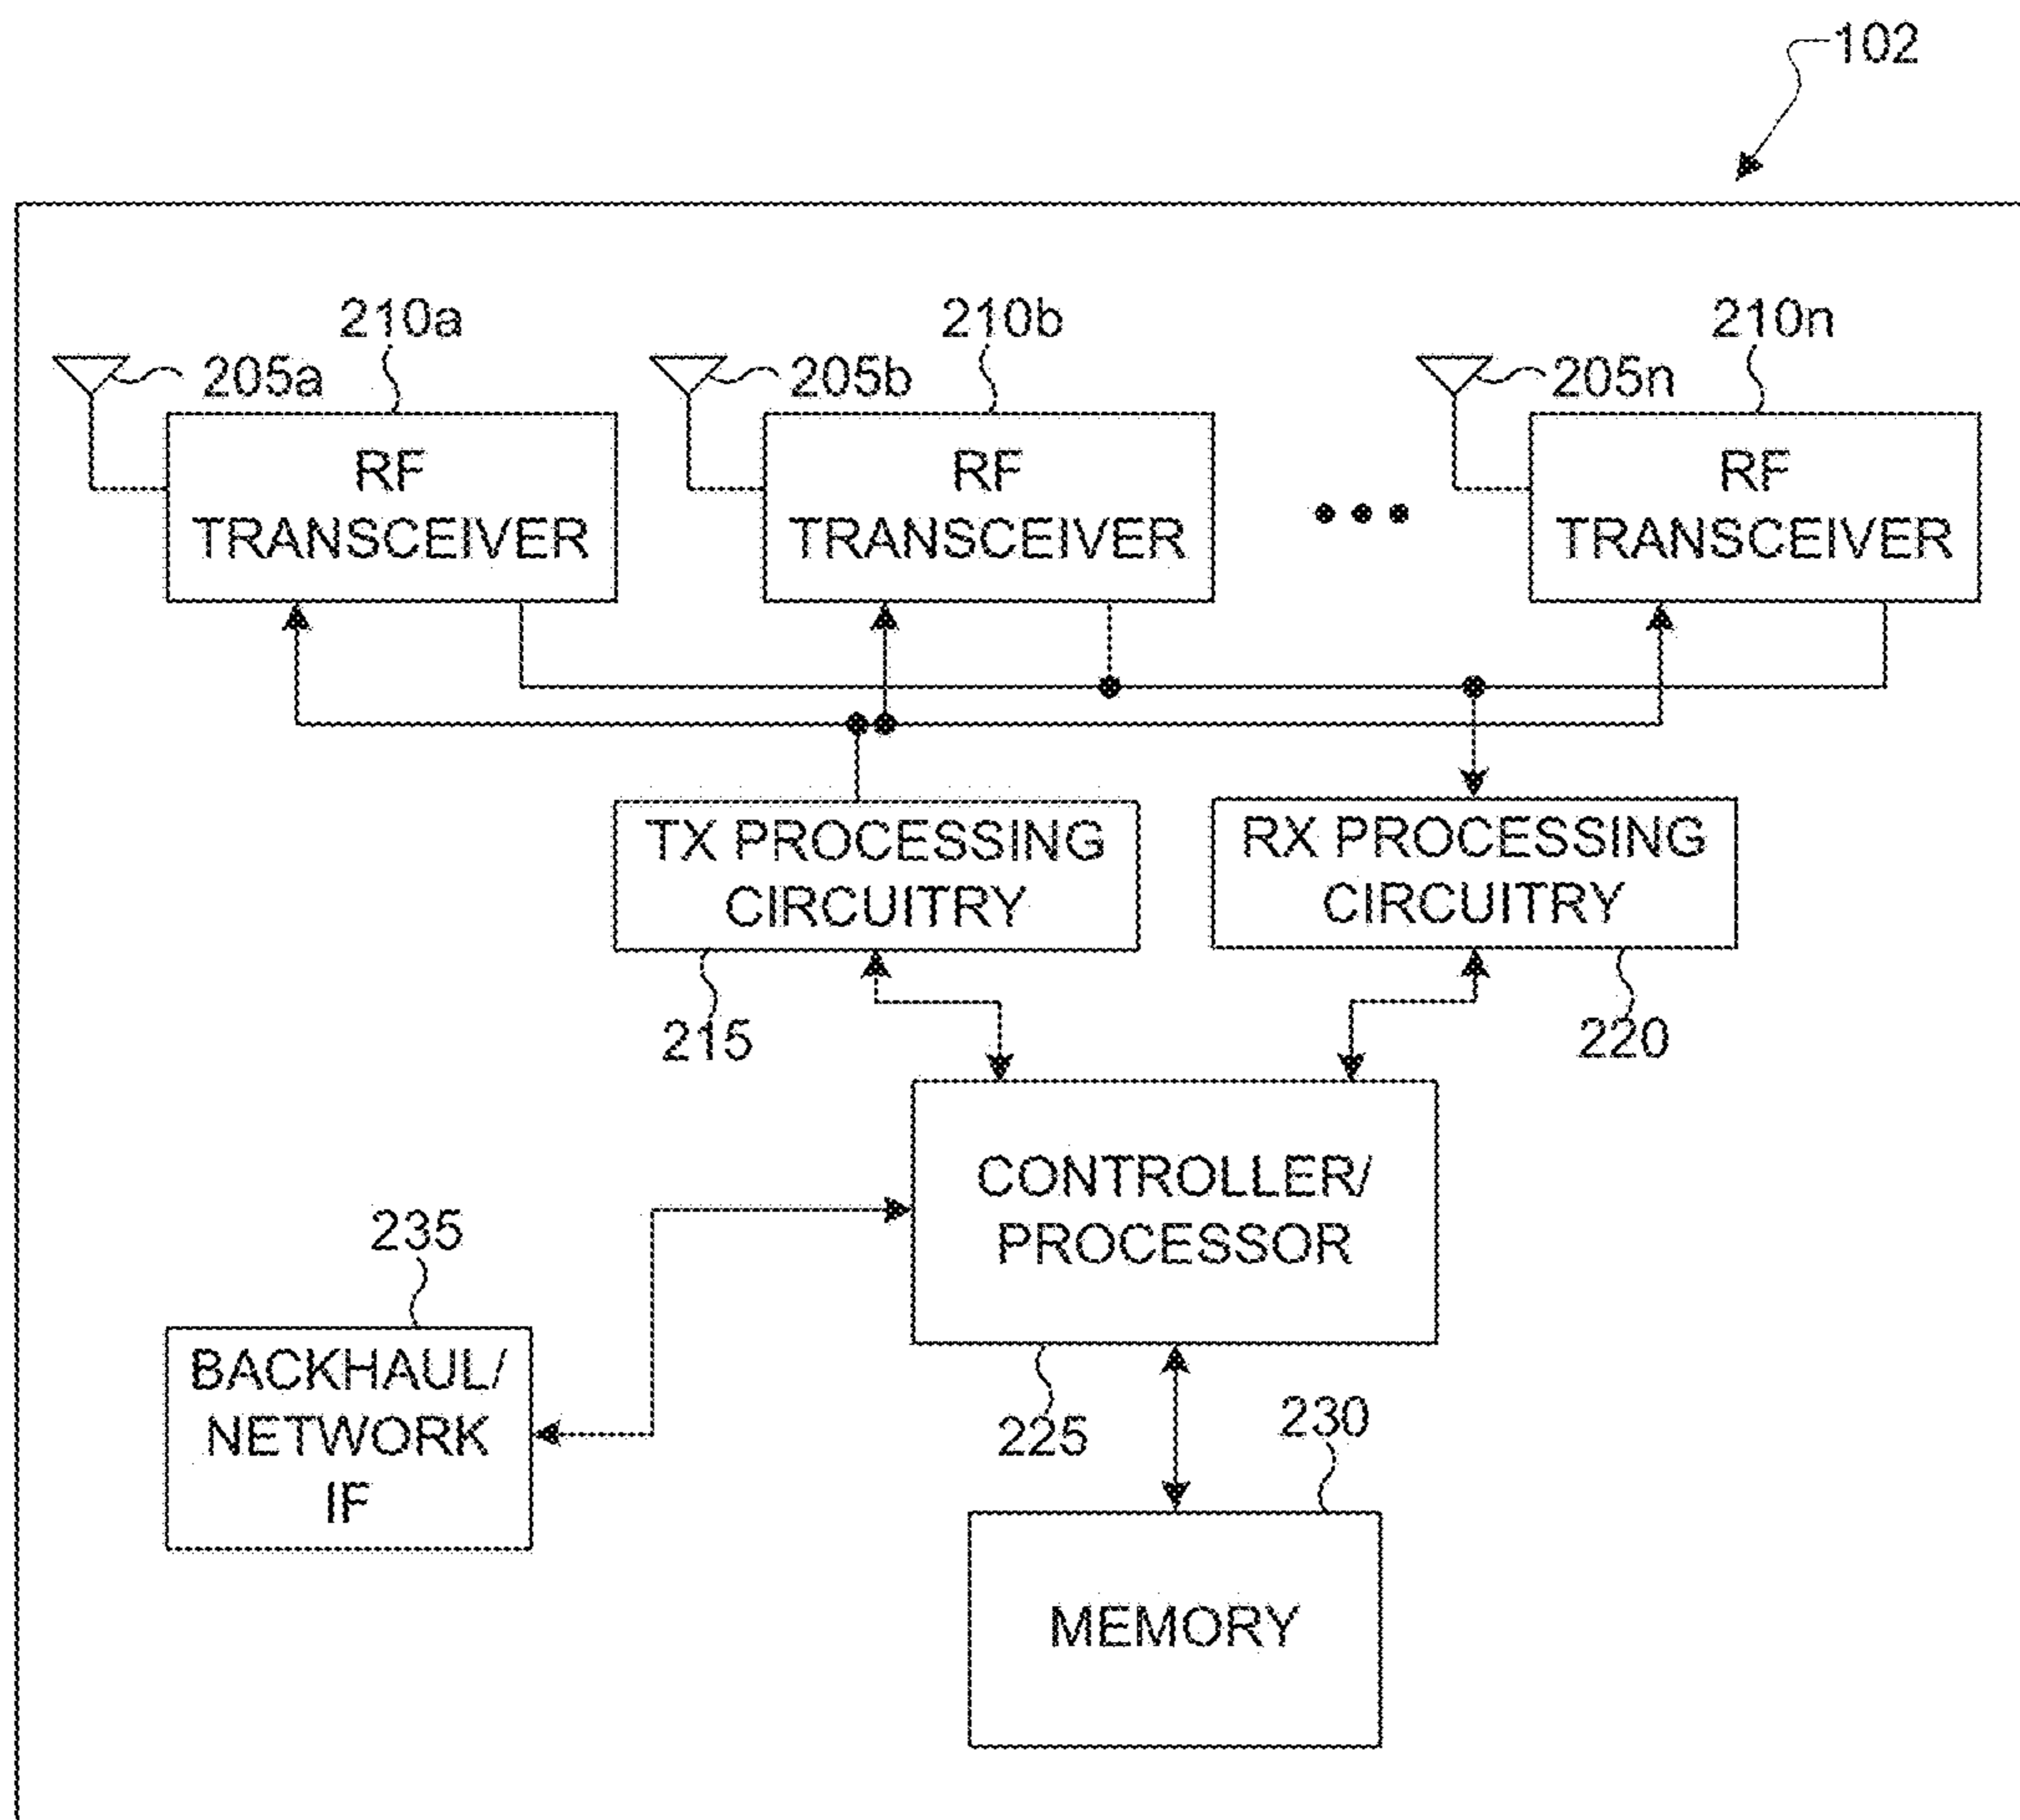 102
210a
210b
210n
205a
205b
205n
RF
TRANSCEIVER
RF
TRANSCEIVER
RF
TRANSCEIVER
TX PROCESSING
CIRCUITRY
RX PROCESSING
CIRCUITRY
215
220
CONTROLLER/
PROCESSOR
235
BACKHAUL/
NETWORK
IF
225
230
MEMORY